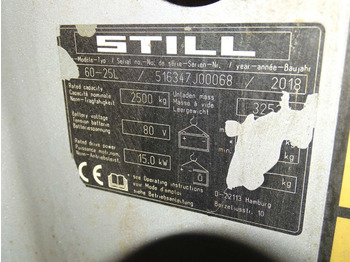 STILL
-Modèle-Typ / Serial no.-No de série-Serien-Nr. / year-année-Baujahr
60-25L / 516347J00068 / 2018
Rated capacity
Capacité nominale
Nenn-Tragfähigkeit
2500 kg
Unladen mass
Masse à vide
Leergewicht
325
Battery voltage
Tension batterie
Batteriespannung
80 V
kg
Rated drive power
Puissance motr.nom.
Nenn-Antriebsleist.
15.0 kW
kg
CE
see Operating instructions
voir Mode d'emploi
siehe Betriebsanleitung
D-22113 Hamburg
Berzeliusstr. 10